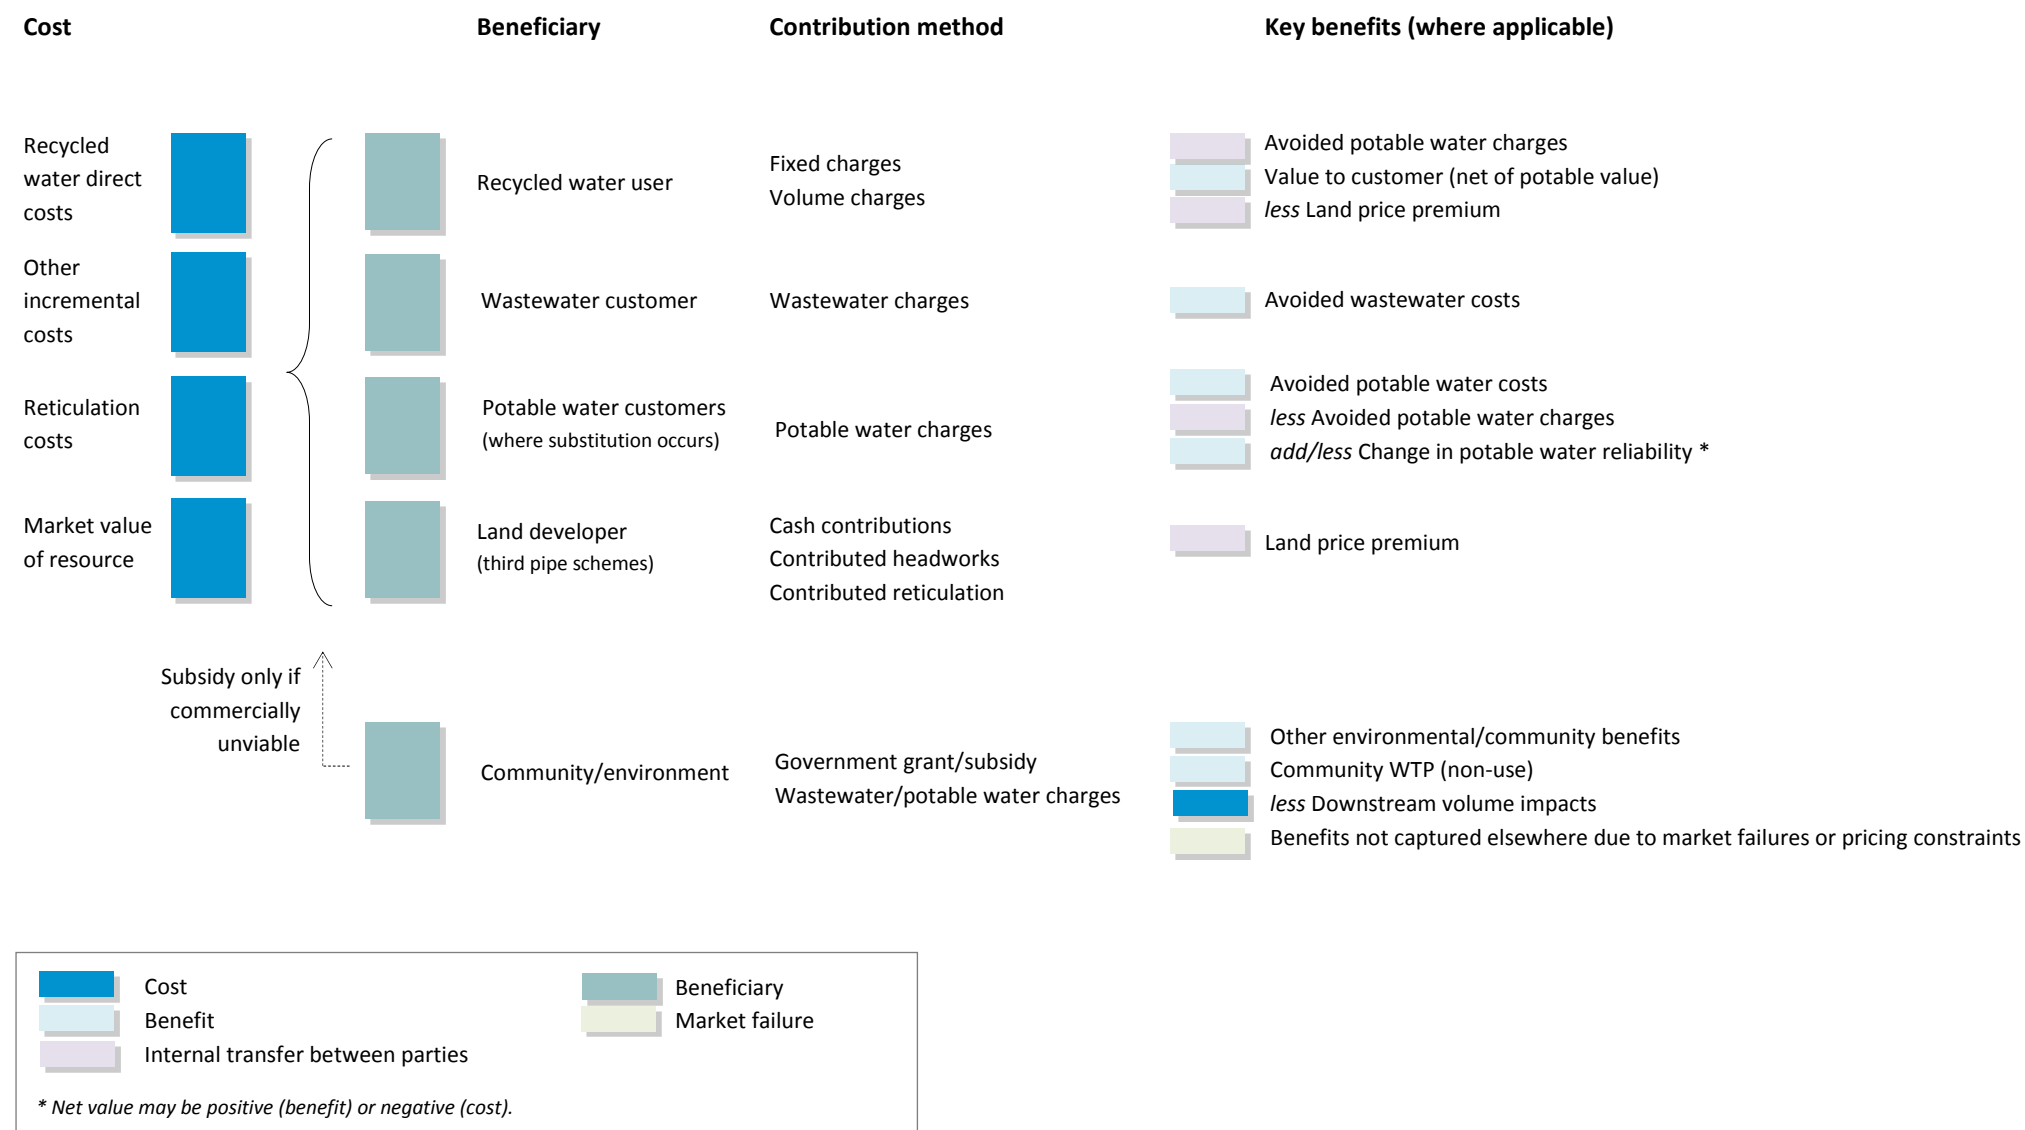 Cost
Beneficiary
Contribution method
Key benefits (where applicable)
Recycled
water direct
costs
Recycled water user
Fixed charges
Volume charges
Avoided potable water charges
Value to customer (net of potable value)
less Land price premium
Other
incremental
costs
Wastewater customer
Wastewater charges
Avoided wastewater costs
Reticulation
costs
Potable water customers
(where substitution occurs)
Potable water charges
Avoided potable water costs
less Avoided potable water charges
add/less Change in potable water reliability *
Market value
of resource
Land developer
(third pipe schemes)
Cash contributions
Contributed headworks
Contributed reticulation
Land price premium
Subsidy only if
commercially
unviable
Community/environment
Government grant/subsidy
Wastewater/potable water charges
Other environmental/community benefits
Community WTP (non-use)
less Downstream volume impacts
Benefits not captured elsewhere due to market failures or pricing constraints
Cost
Benefit
Internal transfer between parties
Beneficiary
Market failure
* Net value may be positive (benefit) or negative (cost).